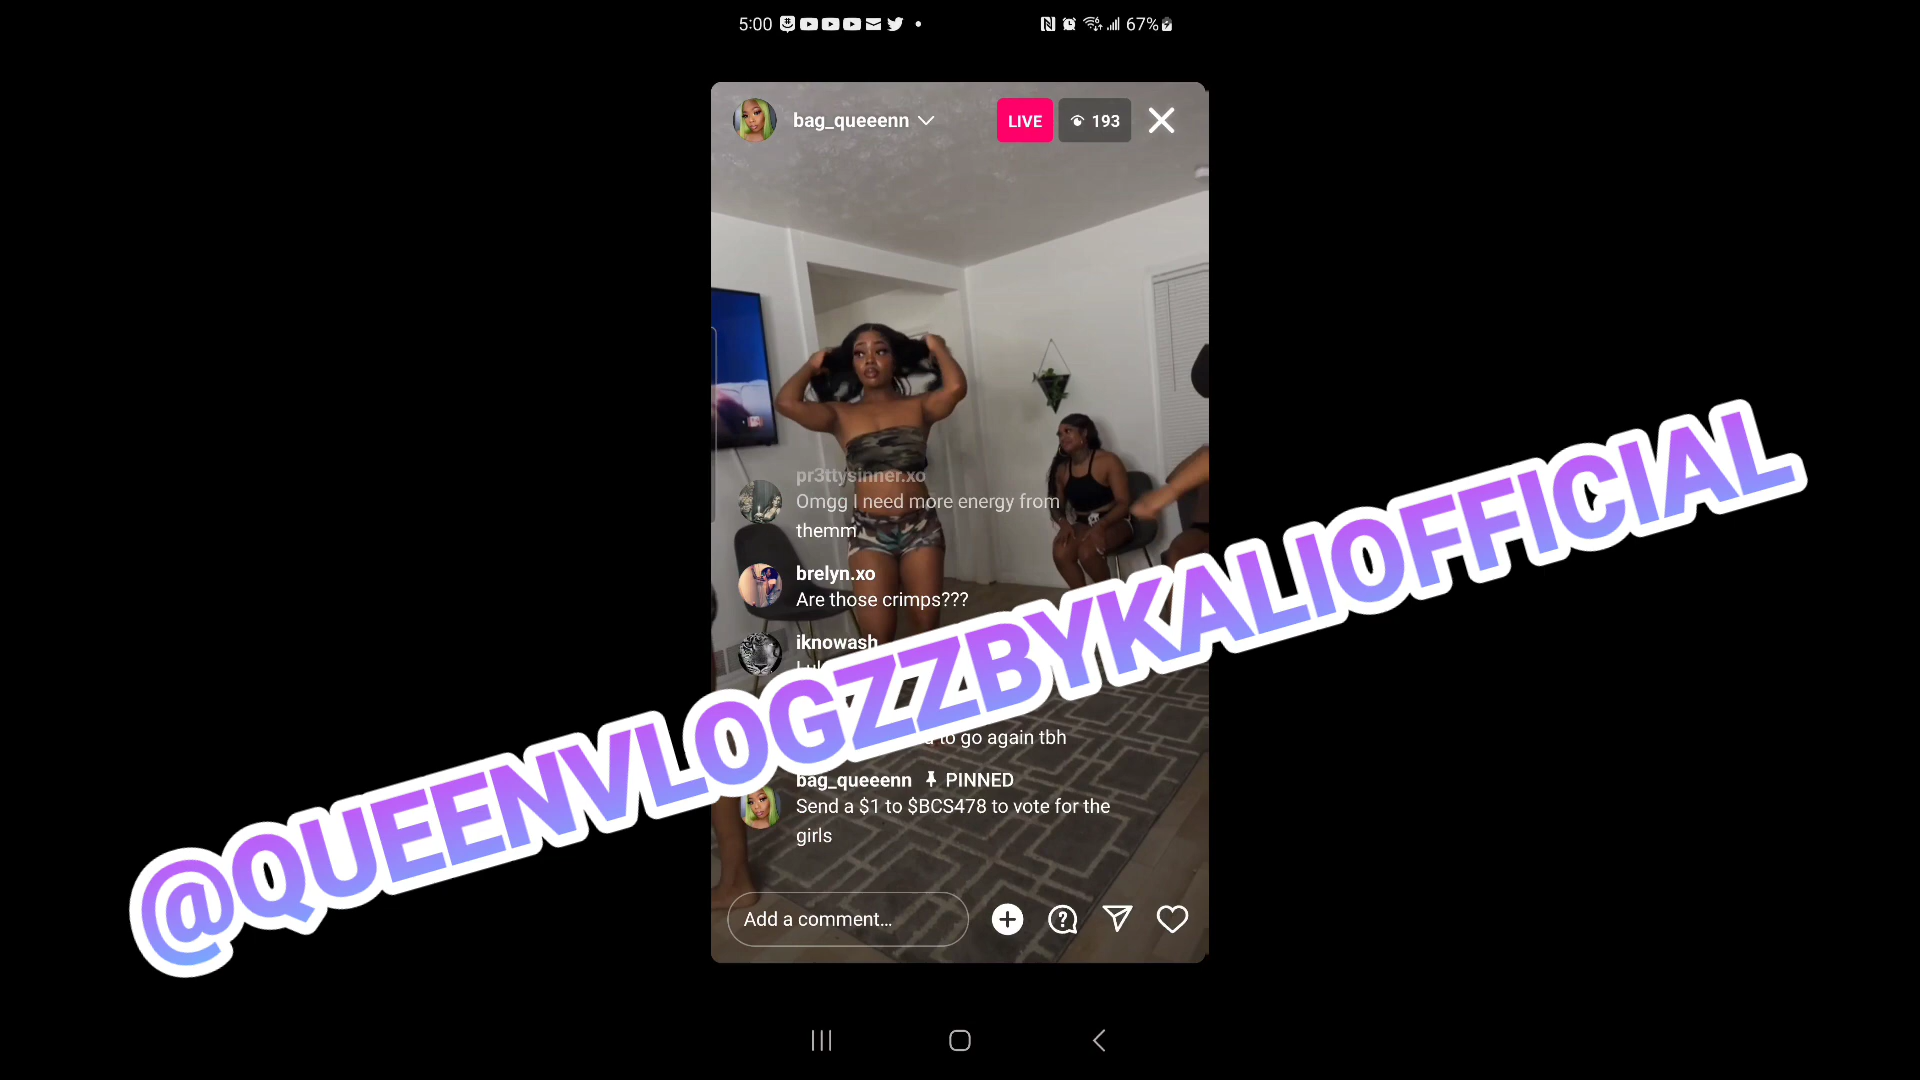 5:00
67%
bag_queeenn
LIVE
193
pr3ttysinner.xo
Omgg I need more energy from
themm
brelyn.xo
Are those crimps???
iknowash
to go again tbh
@QUEENVLOGZZBYKALIOFFICIAL
bag_queeenn PINNED
Send a $1 to $BCS478 to vote for the
girls
Add a comment...